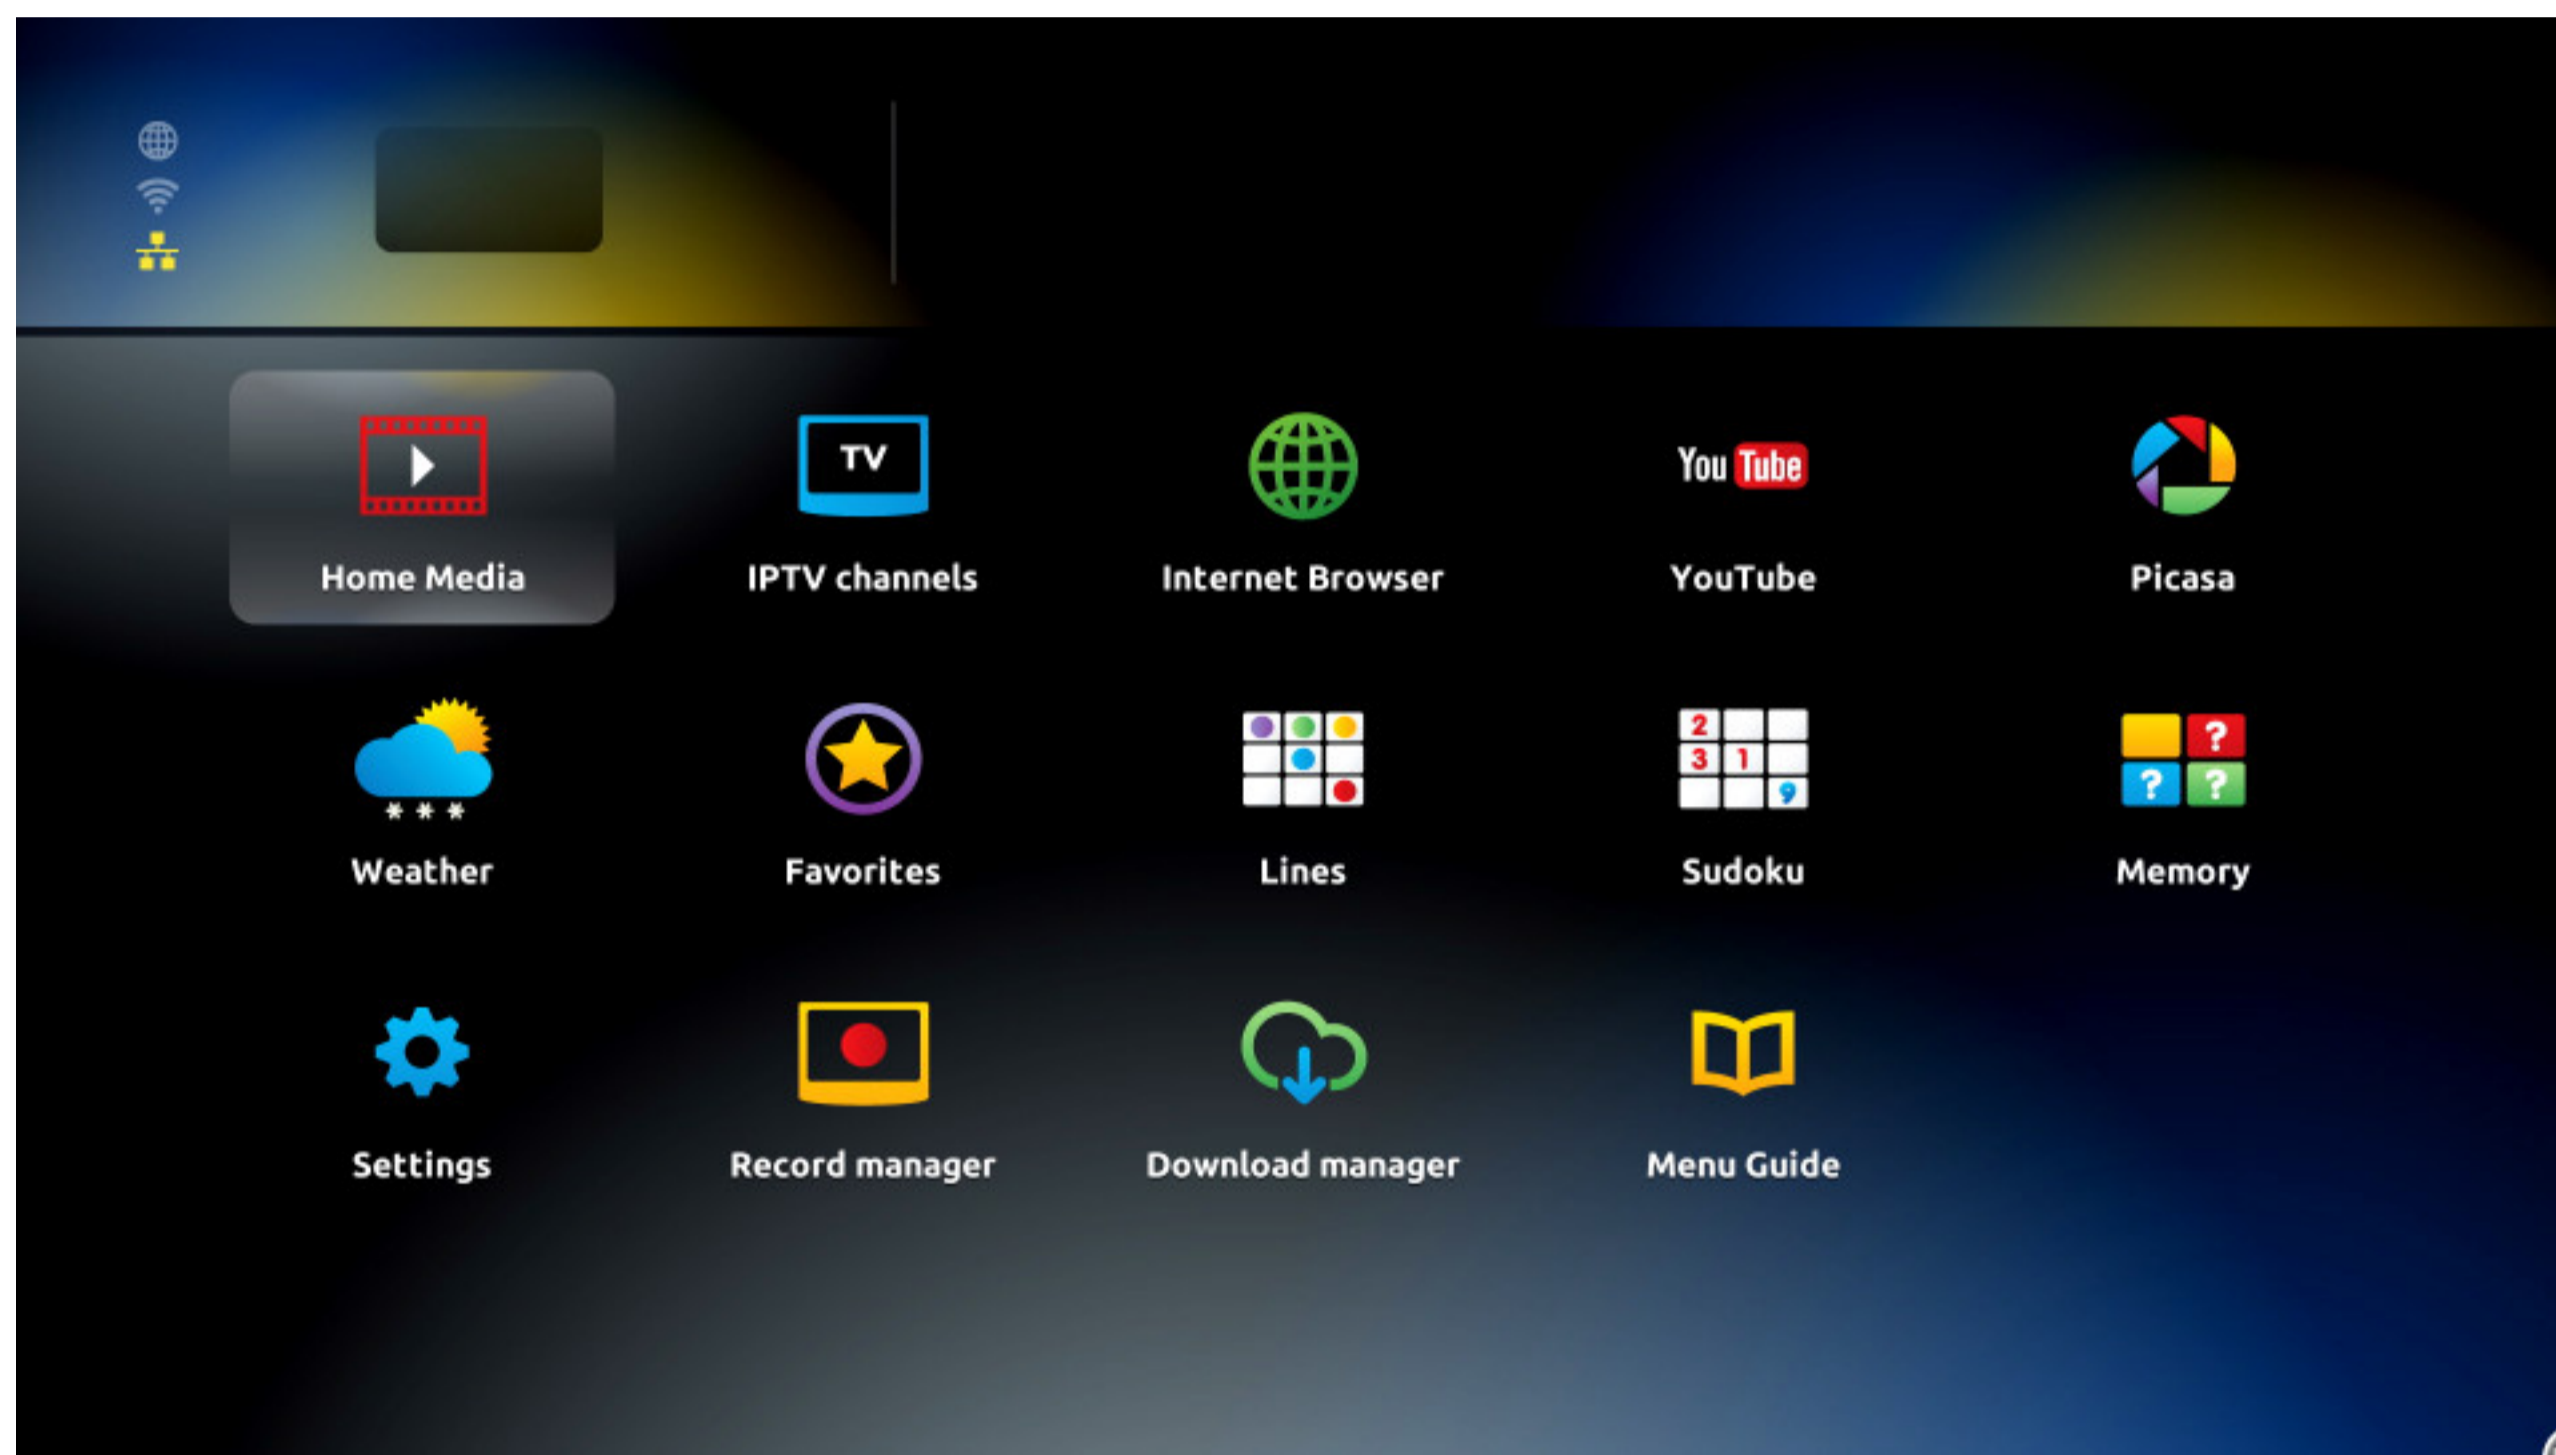 TV
You Tube
Home Media
IPTV channels
Internet Browser
YouTube
Picasa
2
3 1
9
?
? ?
Weather
Favorites
Lines
Sudoku
Memory
Settings
Record manager
Download manager
Menu Guide